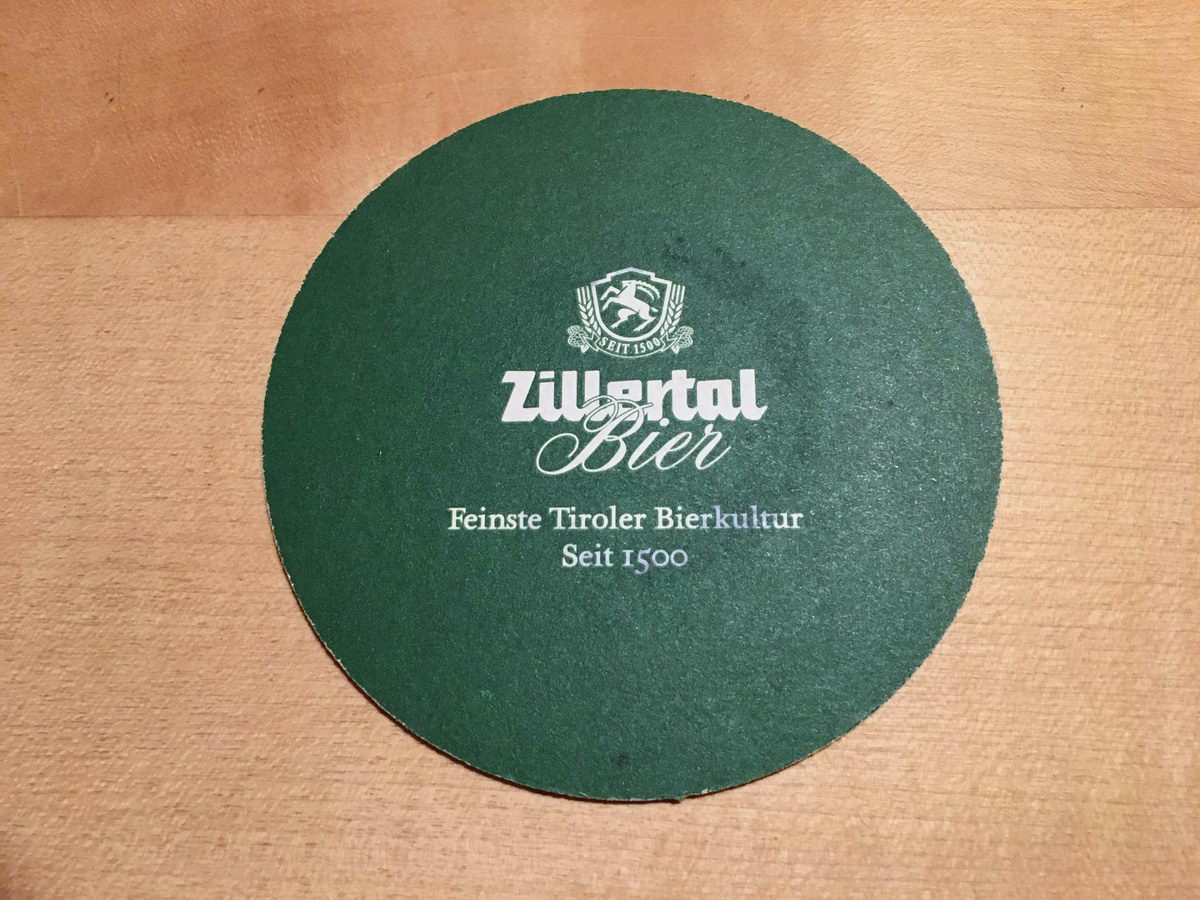 SEIT 1500
Zillertal
Bier
Feinste Tiroler Bierkultur
Seit 1500